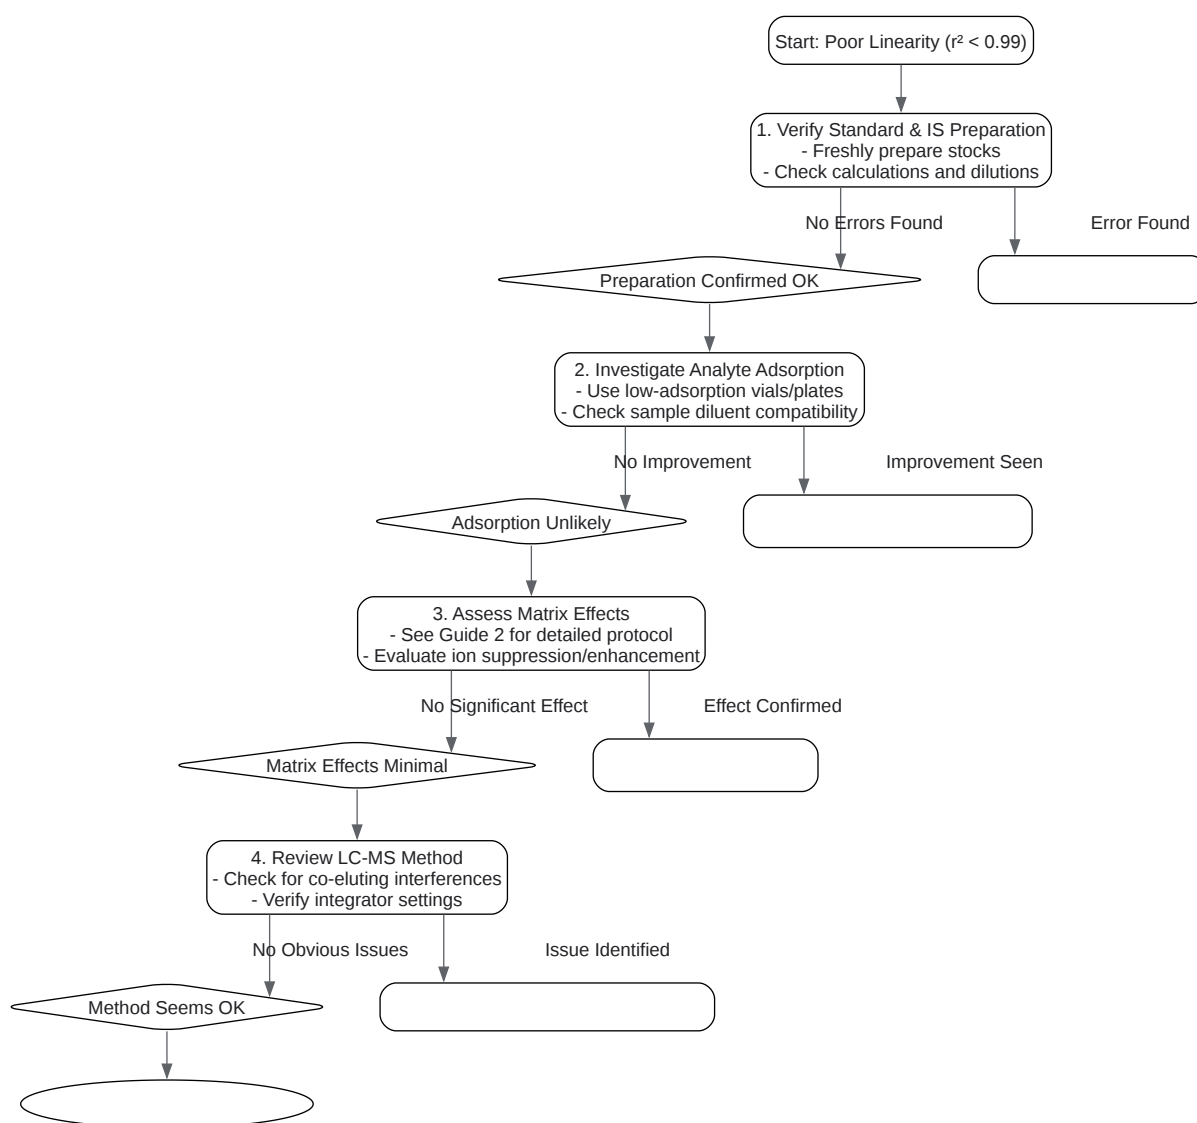 Start: Poor Linearity (r² < 0.99)
1. Verify Standard & IS Preparation
- Freshly prepare stocks
- Check calculations and dilutions
No Errors Found
Error Found
Preparation Confirmed OK
2. Investigate Analyte Adsorption
- Use low-adsorption vials/plates
- Check sample diluent compatibility
No Improvement
Improvement Seen
Adsorption Unlikely
3. Assess Matrix Effects
- See Guide 2 for detailed protocol
- Evaluate ion suppression/enhancement
No Significant Effect
Effect Confirmed
Matrix Effects Minimal
4. Review LC-MS Method
- Check for co-eluting interferences
- Verify integrator settings
No Obvious Issues
Issue Identified
Method Seems OK